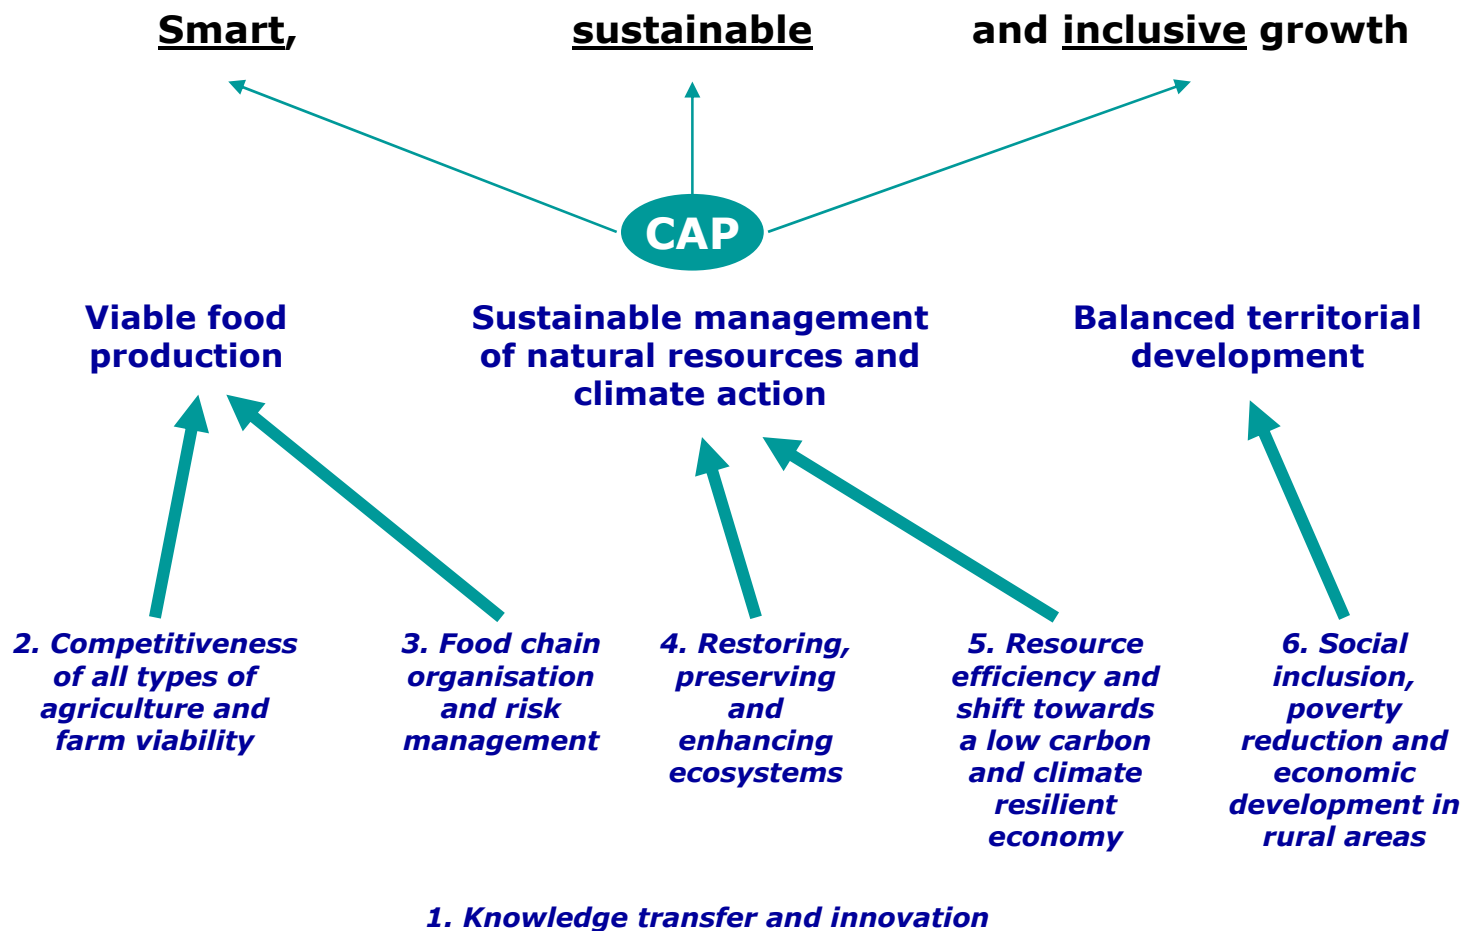 Smart, sustainable and inclusive growth
CAP
Viable food
production
Sustainable management
of natural resources and
climate action
Balanced territorial
development
2. Competitiveness
of all types of
agriculture and
farm viability
3. Food chain
organisation
and risk
management
4. Restoring,
preserving
and
enhancing
ecosystems
5. Resource
efficiency and
shift towards
a low carbon
and climate
resilient
economy
6. Social
inclusion,
poverty
reduction and
economic
development in
rural areas
1. Knowledge transfer and innovation